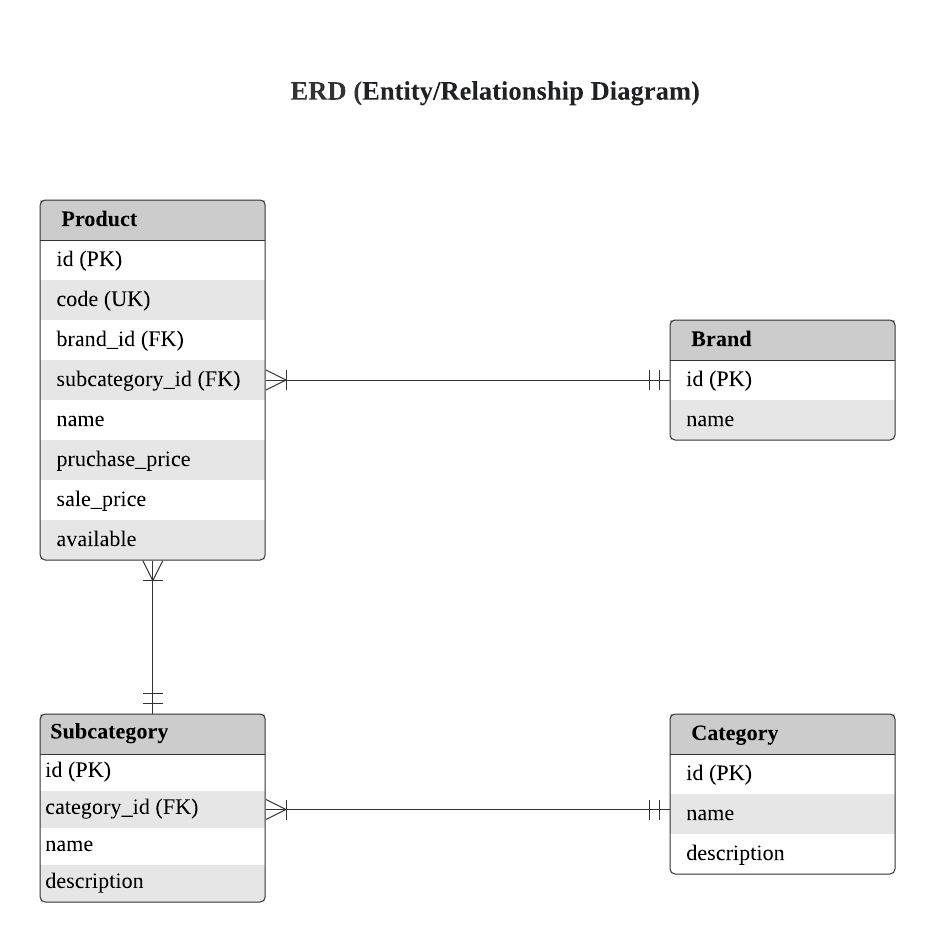 ERD (Entity/Relationship Diagram)
Product
id (PK)
code (UK)
brand_id (FK)
subcategory_id (FK)
name
pruchase_price
sale_price
available
Brand
id (PK)
name
Subcategory
id (PK)
category_id (FK)
name
description
Category
id (PK)
name
description